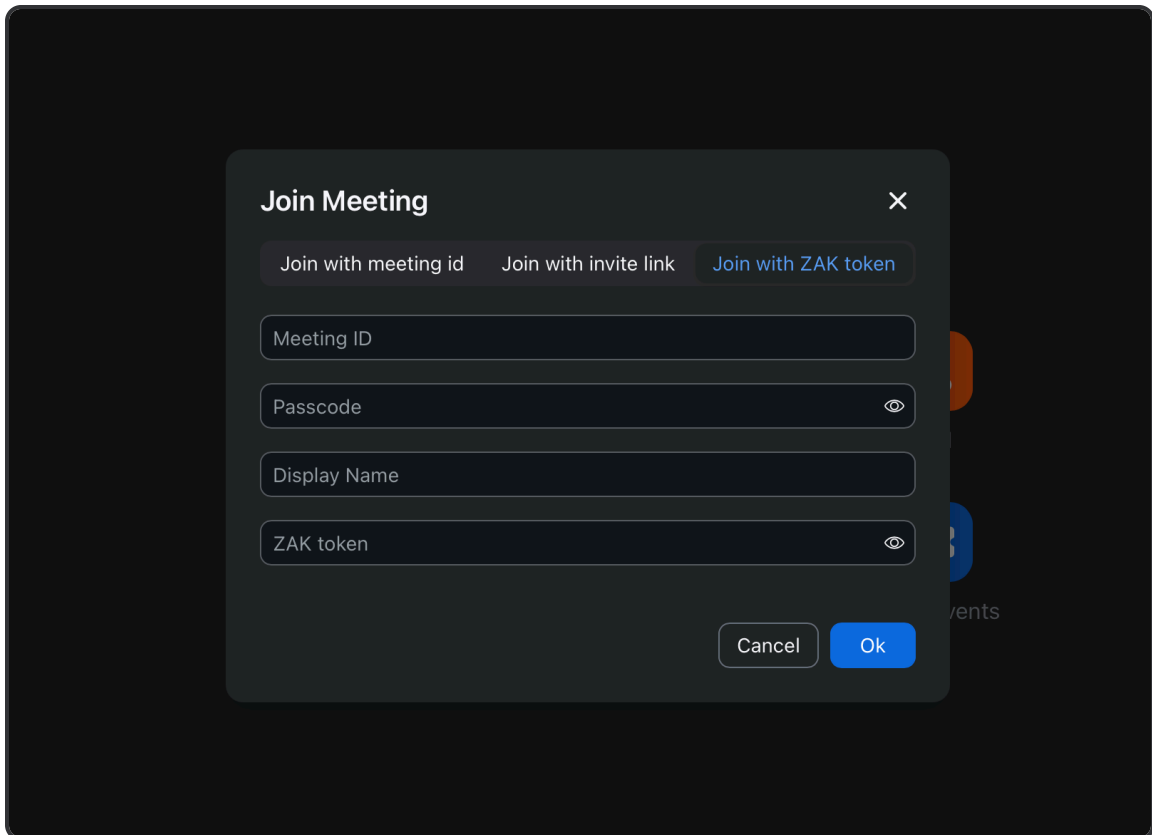 Join Meeting
Join with meeting id Join with invite link Join with ZAK token
Meeting ID
Passcode
Display Name
ZAK token
Cancel Ok